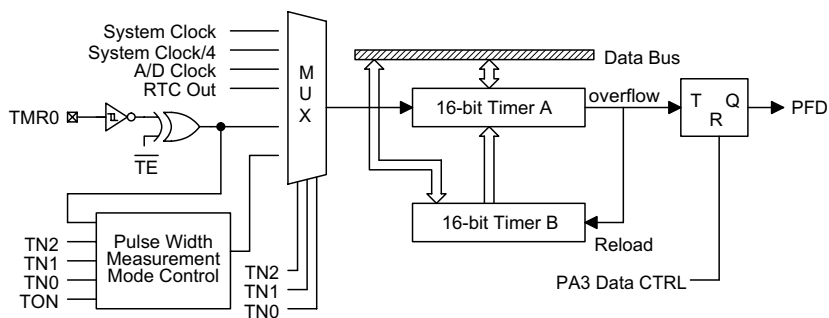 System Clock
System Clock/4
A/D Clock
RTC Out
TMR0
TE
MUX
Data Bus
16-bit Timer A
overflow
T Q
R
PFD
16-bit Timer B
Reload
PA3 Data CTRL
Pulse Width
Measurement
Mode Control
TN2
TN1
TN0
TON
TN2
TN1
TN0